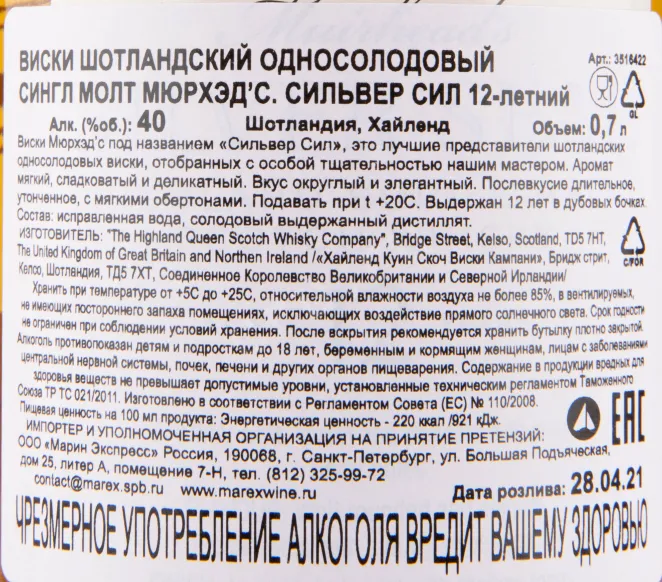 ВИСКИ ШОТЛАНДСКИЙ ОДНОСОЛОДОВЫЙ
Арт.: 3516422
СИНГЛ МОЛТ МЮРХЭД'С. СИЛЬВЕР СИЛ 12-летний
GL
Алк. (%об.): 40 Шотландия, Хайленд Объем: 0,7 л
Виски Мюрхэд'с под названием «Сильвер Сил», это лучшие представители шотландских
односолодовых виски, отобранных с особой тщательностью нашим мастером. Аромат
мягкий, сладковатый и деликатный. Вкус округлый и элегантный. Послевкусие длительное,
утонченное, с мягкими обертонами. Подавать при t +20С. Выдержан 12 лет в дубовых бочках.
Состав: исправленная вода, солодовый выдержанный дистиллят.
ИЗГОТОВИТЕЛЬ: "The Highland Queen Scotch Whisky Company", Bridge Street, Kelso, Scotland, TD5 7HT,
The United Kingdom of Great Britain and Northen Ireland /«Хайленд Куин Скоч Виски Кампани», Бридж стрит,
Келсо, Шотландия, ТД5 7ХТ, Соединенное Королевство Великобритании и Северной Ирландии/
C/FOR
Хранить при температуре от +5С до +25С, относительной влажности воздуха не более 85%, в вентилируемых,
не имеющих постороннего запаха помещениях, исключающих воздействие прямого солнечного света. Срок годности
не ограничен при соблюдении условий хранения. После вскрытия рекомендуется хранить бутылку плотно закрытой.
Алкоголь противопоказан детям и подросткам до 18 лет, беременным и кормящим женщинам, лицам с заболеваниями
центральной нервной системы, почек, печени и других органов пищеварения. Содержание в продукции вредных для
здоровья веществ не превышает допустимые уровни, установленные техническим регламентом Таможенного
Союза ТР ТС 021/2011. Изготовлено в соответствии с Регламентом Совета (ЕС) № 110/2008.
Пищевая ценность на 100 мл продукта: Энергетическая ценность - 220 ккал /921 кДж.
ИМПОРТЕР И УПОЛНОМОЧЕННАЯ ОРГАНИЗАЦИЯ НА ПРИНЯТИЕ ПРЕТЕНЗИЙ:
EAC
ООО «Марин Экспресс» Россия, 190068, г. Санкт-Петербург, ул. Большая Подъяческая,
дом 25, литер А, помещение 7-Н, тел. (812) 325-99-72
contact@marex.spb.ru www.marexwine.ru
Дата розлива: 28.04.21
ЧРЕЗМЕРНОЕ УПОТРЕБЛЕНИЕ АЛКОГОЛЯ ВРЕДИТ ВАШЕМУ ЗДОРОВЬЮ